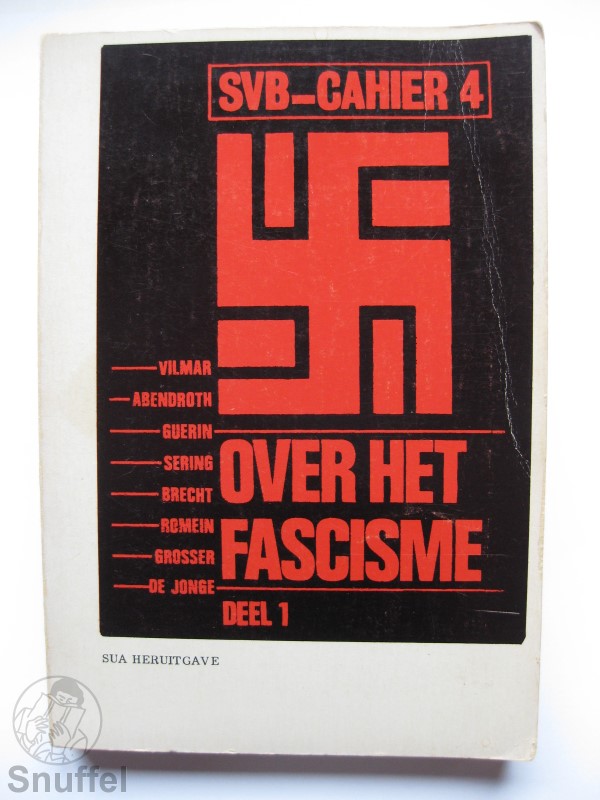 SVB-CAHIER 4
VILMAR
ABENDROTH
GUERIN
SERING
BRECHT
ROMEIN
GROSSER
DE JONGE
OVER HET
FASCISME
DEEL 1
SUA HERUITGAVE
Snuffel